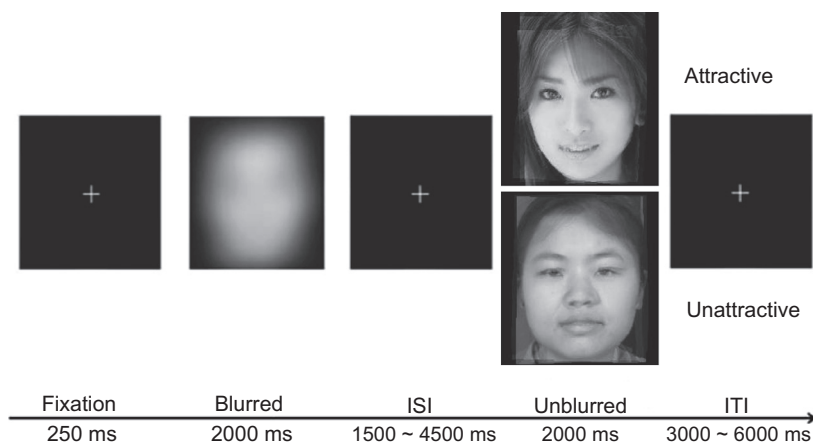 Attractive
Unattractive
Fixation Blurred ISI Unblurred ITI
250 ms 2000 ms 1500 ~ 4500 ms 2000 ms 3000 ~ 6000 ms